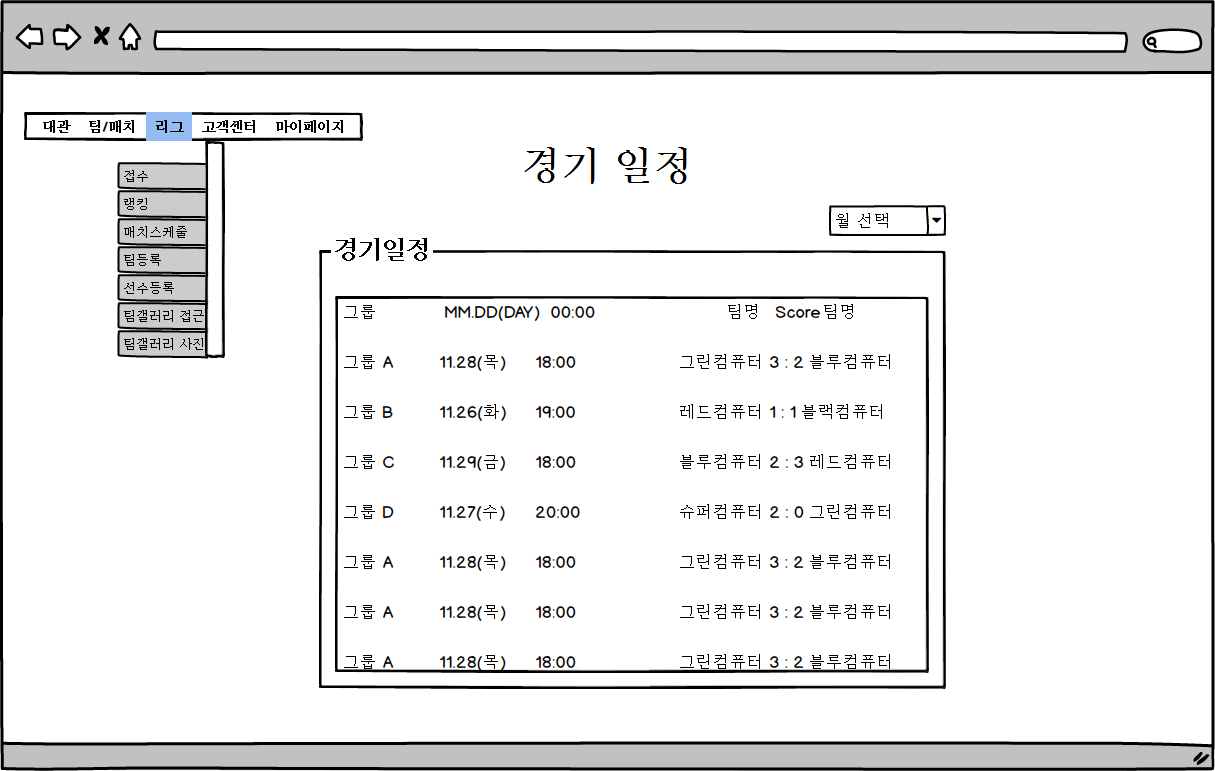 대관 팀/매치 리그 고객센터 마이페이지
접수
랭킹
매치스케줄
팀등록
선수등록
팀갤러리 접근
팀갤러리 사진
경기 일정
월 선택
경기일정
그룹 MM.DD(DAY) 00:00 팀명 Score 팀명
그룹 A 11.28(목) 18:00 그린컴퓨터 3 : 2 블루컴퓨터
그룹 B 11.26(화) 19:00 레드컴퓨터 1 : 1 블랙컴퓨터
그룹 C 11.29(금) 18:00 블루컴퓨터 2 : 3 레드컴퓨터
그룹 D 11.27(수) 20:00 슈퍼컴퓨터 2 : 0 그린컴퓨터
그룹 A 11.28(목) 18:00 그린컴퓨터 3 : 2 블루컴퓨터
그룹 A 11.28(목) 18:00 그린컴퓨터 3 : 2 블루컴퓨터
그룹 A 11.28(목) 18:00 그린컴퓨터 3 : 2 블루컴퓨터